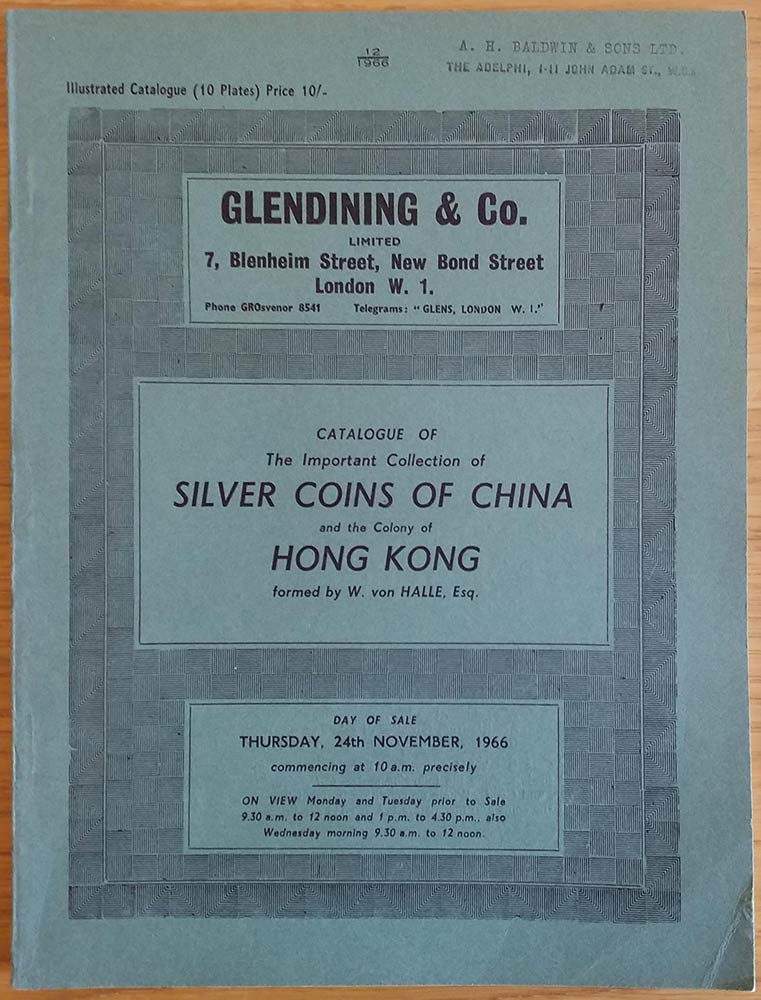 12
1966
A. H. BALDWIN & SONS LTD.
THE ADELPHI, 1-11 JOHN ADAM ST.,
Illustrated Catalogue (10 Plates) Price 10/-
GLENDINING & Co.
LIMITED
7, Blenheim Street, New Bond Street
London W. 1.
Phone GROsvenor 8541 Telegrams: "GLENS, LONDON W. 1."
CATALOGUE OF
The Important Collection of
SILVER COINS OF CHINA
and the Colony of
HONG KONG
formed by W. von HALLE, Esq.
DAY OF SALE
THURSDAY, 24th NOVEMBER, 1966
commencing at 10 a.m. precisely
ON VIEW Monday and Tuesday prior to Sale
9.30 a.m. to 12 noon and 1 p.m. to 4.30 p.m., also
Wednesday morning 9.30 a.m. to 12 noon.